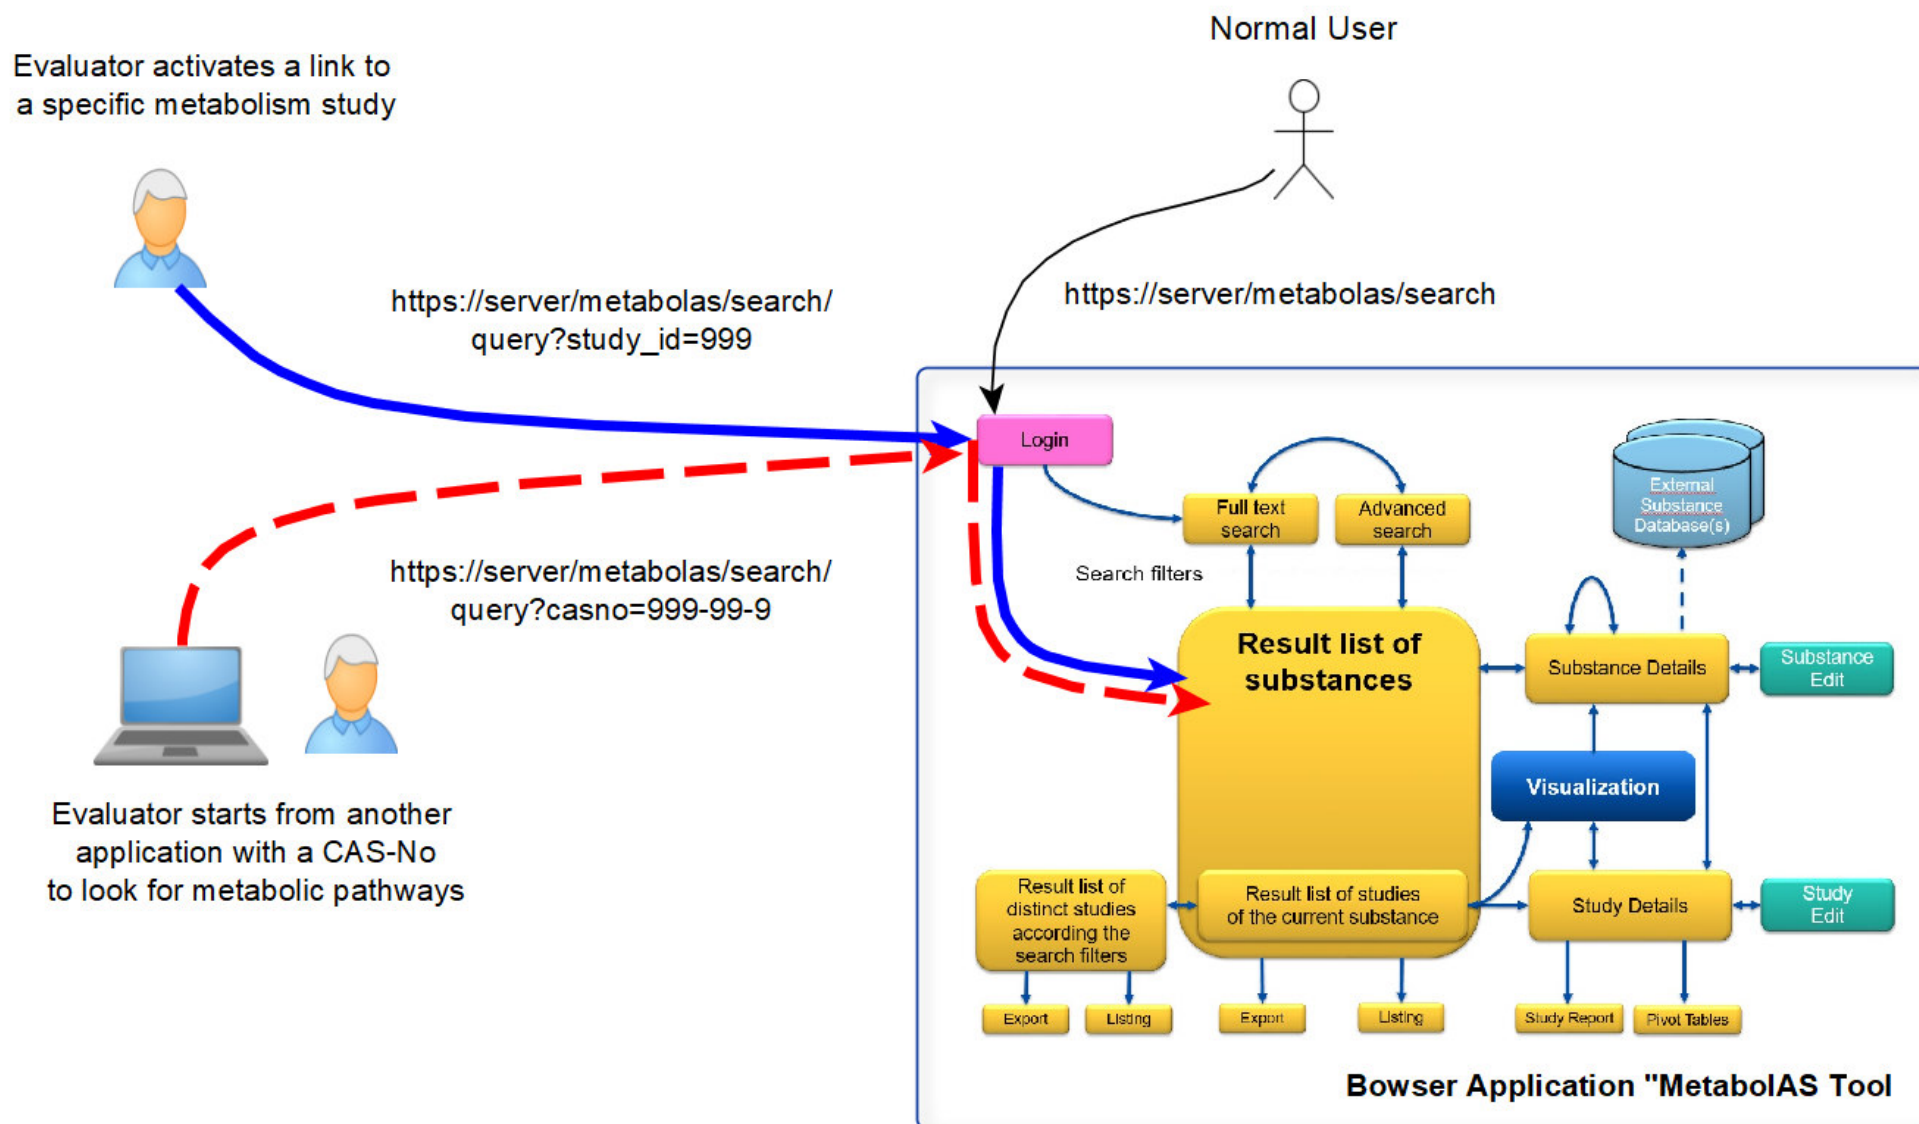 Normal User
Evaluator activates a link to
a specific metabolism study
https://server/metabolas/search/
query?study_id=999
https://server/metabolas/search
Login
Full text
search
Advanced
search
External
Substance
Database(s)
https://server/metabolas/search/
query?casno=999-99-9
Search filters
Result list of
substances
Substance Details
Substance
Edit
Visualization
Evaluator starts from another
application with a CAS-No
to look for metabolic pathways
Result list of
distinct studies
according the
search filters
Result list of studies
of the current substance
Study Details
Study
Edit
Export
Listing
Export
Listing
Study Report
Pivot Tables
Bowser Application "MetabolAS Tool